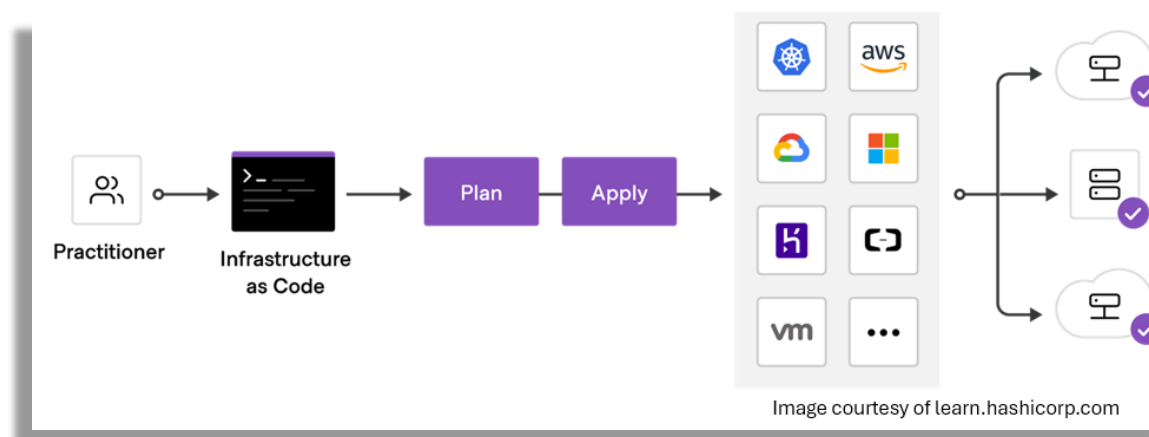 Practitioner
Infrastructure
as Code
Plan
Apply
aws
vm
Image courtesy of learn.hashicorp.com